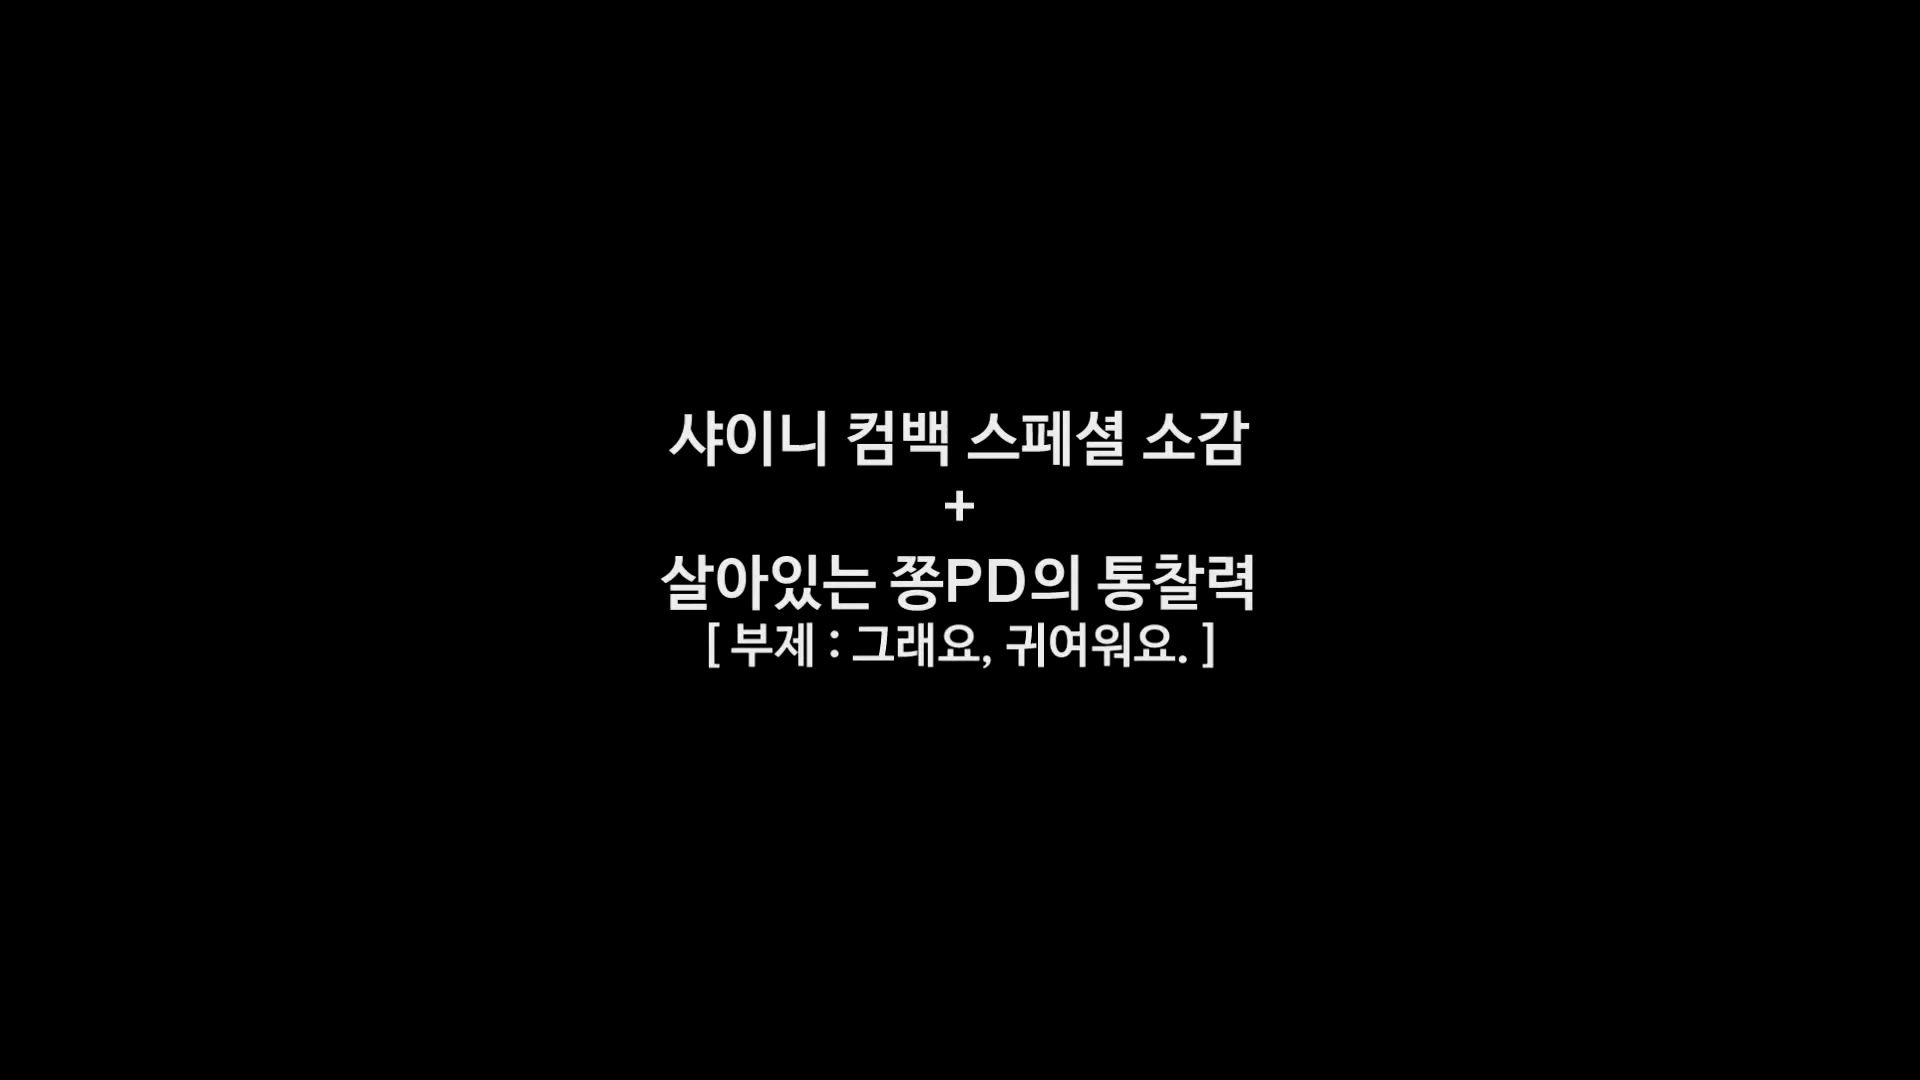 샤이니 컴백 스페셜 소감
+
살아있는 쫑PD의 통찰력
[ 부제 : 그래요, 귀여워요. ]